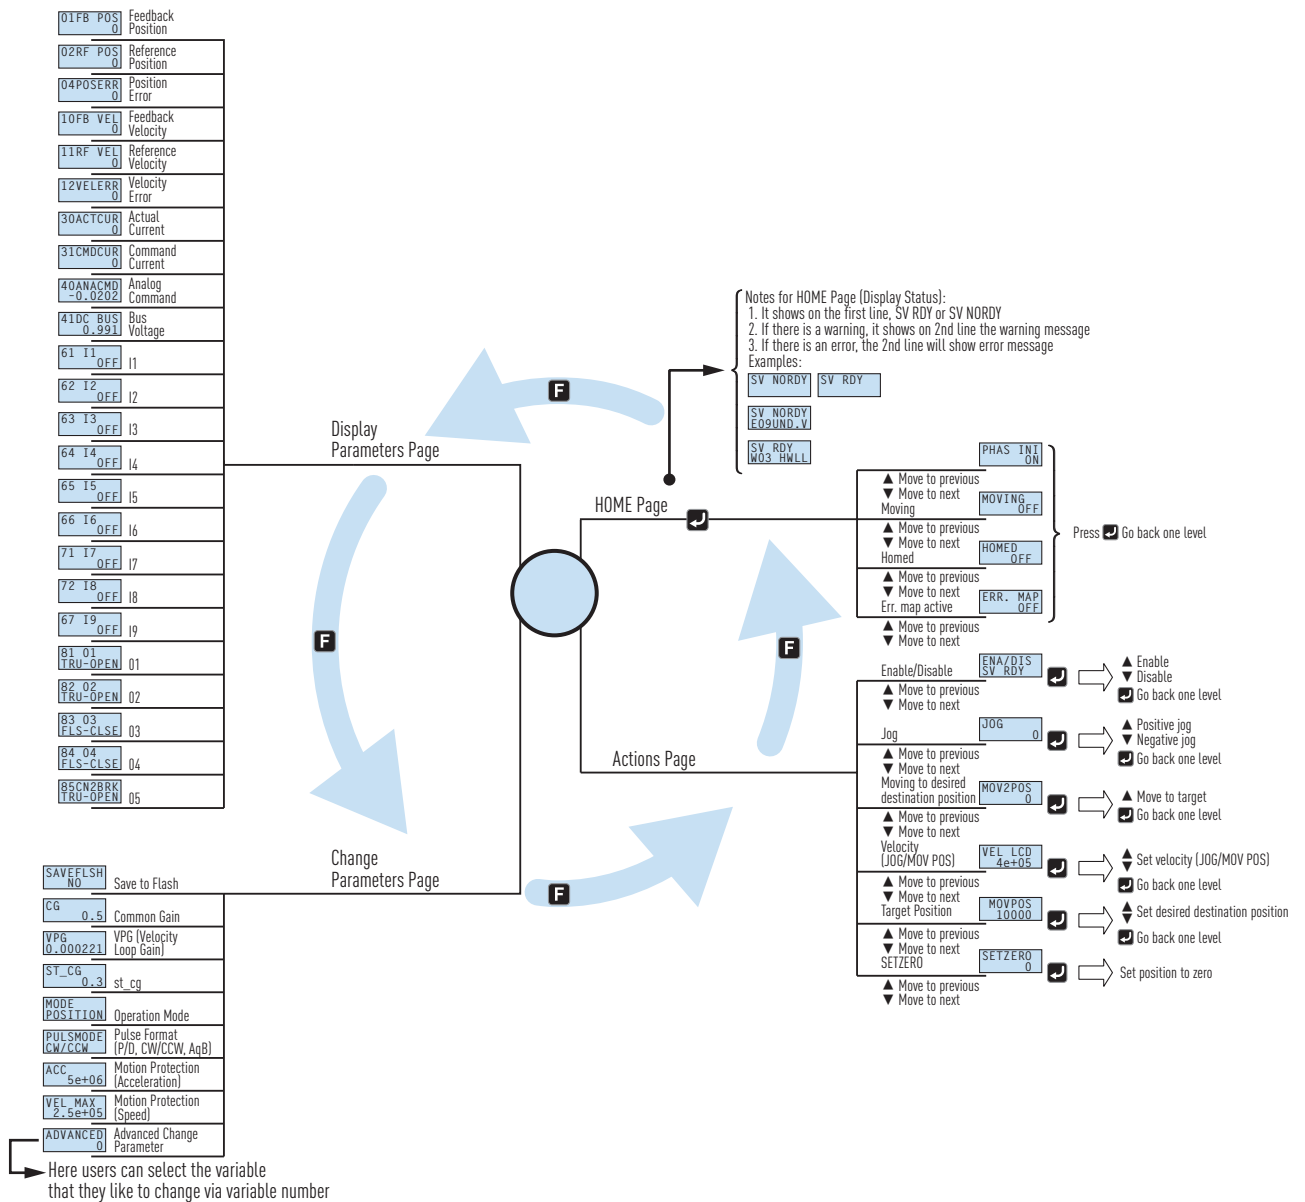 01FB POS
0
Feedback
Position
02RF POS
0
Reference
Position
04POSERR
0
Position
Error
10FB VEL
0
Feedback
Velocity
11RF VEL
0
Reference
Velocity
12VELERR
0
Velocity
Error
30ACTCUR
0
Actual
Current
31CMDCUR
0
Command
Current
40ANACMD
-0.0202
Analog
Command
41DC BUS
0.991
Bus
Voltage
61 I1
OFF
I1
62 I2
OFF
I2
63 I3
OFF
I3
64 I4
OFF
I4
65 I5
OFF
I5
66 I6
OFF
I6
71 I7
OFF
I7
72 I8
OFF
I8
67 I9
OFF
I9
81 O1
TRU-OPEN
O1
82 O2
TRU-OPEN
O2
83 O3
FLS-CLSE
O3
84 O4
FLS-CLSE
O4
85CN2BRK
TRU-OPEN
O5
Display
Parameters Page
F
F
F
F
Change
Parameters Page
SAVEFLSH
NO
Save to Flash
CG
0.5
Common Gain
VPG
0.000221
VPG (Velocity
Loop Gain)
ST_CG
0.3
st_cg
MODE
POSITION
Operation Mode
PULSMODE
CW/CCW
Pulse Format
(P/D, CW/CCW, AqB)
ACC
5e+06
Motion Protection
(Acceleration)
VEL MAX
2.5e+05
Motion Protection
(Speed)
ADVANCED
0
Advanced Change
Parameter
Here users can select the variable
that they like to change via variable number
Notes for HOME Page (Display Status):
1. It shows on the first line, SV RDY or SV NORDY
2. If there is a warning, it shows on 2nd line the warning message
3. If there is an error, the 2nd line will show error message
Examples:
SV NORDY
SV RDY
SV NORDY
E09UND.V
SV RDY
W03 HWLL
HOME Page
PHAS INI
ON
▲ Move to previous
▼ Move to next
Moving
MOVING
OFF
▲ Move to previous
▼ Move to next
Homed
HOMED
OFF
▲ Move to previous
▼ Move to next
Err. map active
ERR. MAP
OFF
▲ Move to previous
▼ Move to next
Press Go back one level
Actions Page
Enable/Disable
ENA/DIS
SV RDY
▲ Enable
▼ Disable
Go back one level
▲ Move to previous
▼ Move to next
Jog
JOG
0
▲ Positive jog
▼ Negative jog
Go back one level
▲ Move to previous
▼ Move to next
Moving to desired
destination position
MOV2POS
0
▲ Move to target
Go back one level
▲ Move to previous
▼ Move to next
Velocity
(JOG/MOV POS)
VEL LCD
4e+05
▲
▼ Set velocity (JOG/MOV POS)
Go back one level
▲ Move to previous
▼ Move to next
Target Position
MOVPOS
10000
▲
▼ Set desired destination position
Go back one level
▲ Move to previous
▼ Move to next
SETZERO
SETZERO
0
Set position to zero
▲ Move to previous
▼ Move to next